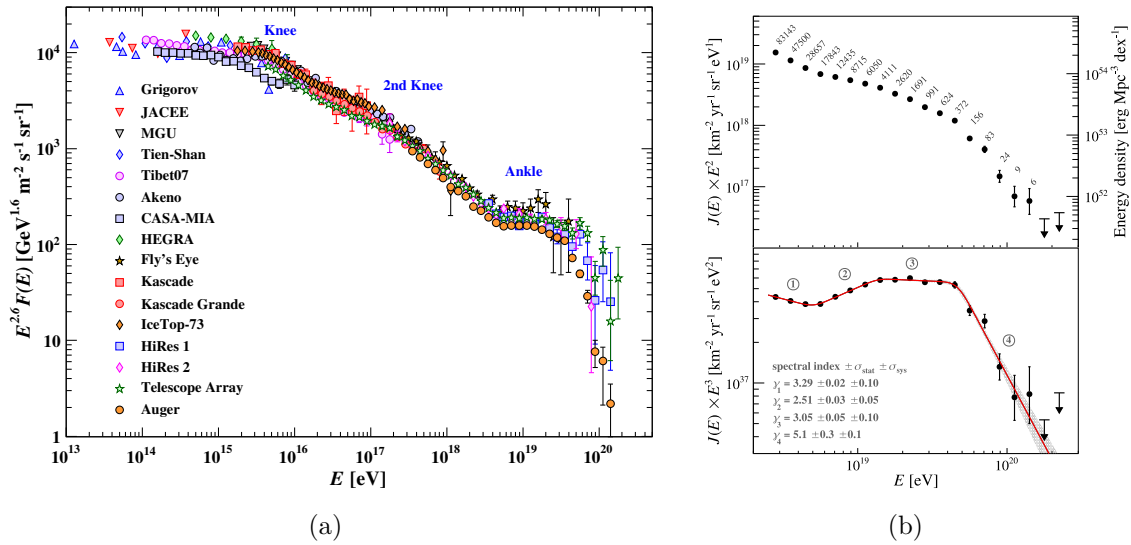 (a)
Knee
2nd Knee
Ankle
Grigorov
JACEE
MGU
Tien-Shan
Tibet07
Akeno
CASA-MIA
HEGRA
Fly's Eye
Kascade
Kascade Grande
IceTop-73
HiRes 1
HiRes 2
Telescope Array
Auger
E^2.6 F(E) [GeV^1.6 m^-2 s^-1 sr^-1]
10^4
10^3
10^2
10
1
10^13 10^14 10^15 10^16 10^17 10^18 10^19 10^20
E [eV]
(b)
83143
47500
28657
17843
12435
8715
6050
4111
2620
1691
991
624
372
156
83
24
9
6
J(E) × E^2 [km^-2 yr^-1 sr^-1 eV^1]
10^19
10^18
10^17
Energy density [erg Mpc^-3 dex^-1]
10^54
10^53
10^52
J(E) × E^3 [km^-2 yr^-1 sr^-1 eV^2]
10^37
① ② ③ ④
spectral index ± σ_stat ± σ_sys
γ_1 = 3.29 ±0.02 ±0.10
γ_2 = 2.51 ±0.03 ±0.05
γ_3 = 3.05 ±0.05 ±0.10
γ_4 = 5.1 ±0.3 ±0.1
10^19 10^20
E [eV]